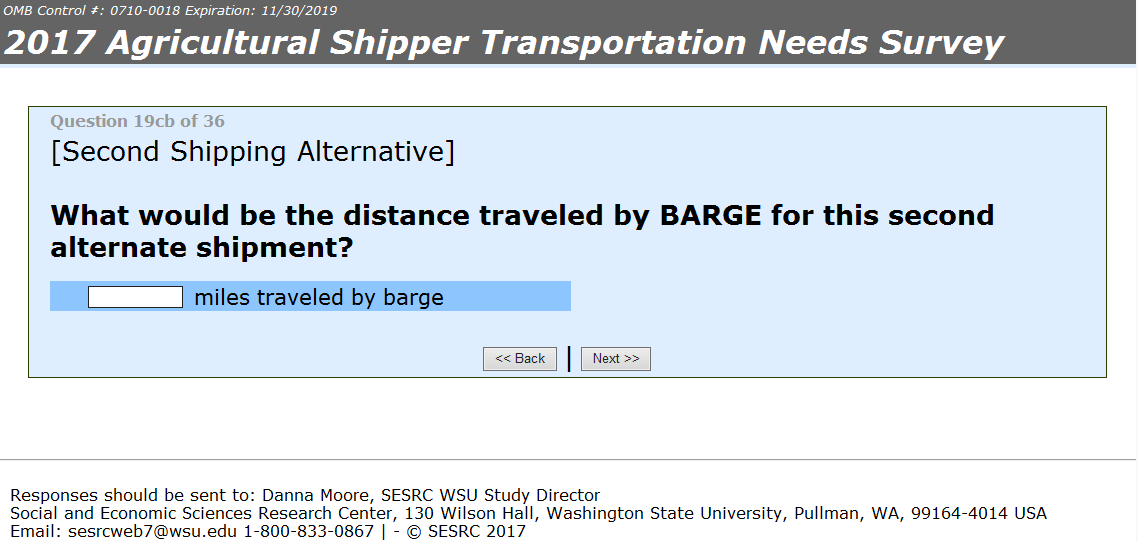 OMB Control #: 0710-0018 Expiration: 11/30/2019
2017 Agricultural Shipper Transportation Needs Survey
Question 19cb of 36
[Second Shipping Alternative]
What would be the distance traveled by BARGE for this second
alternate shipment?
miles traveled by barge
<< Back | Next >>
Responses should be sent to: Danna Moore, SESRC WSU Study Director
Social and Economic Sciences Research Center, 130 Wilson Hall, Washington State University, Pullman, WA, 99164-4014 USA
Email: sesrcweb7@wsu.edu 1-800-833-0867 | - © SESRC 2017